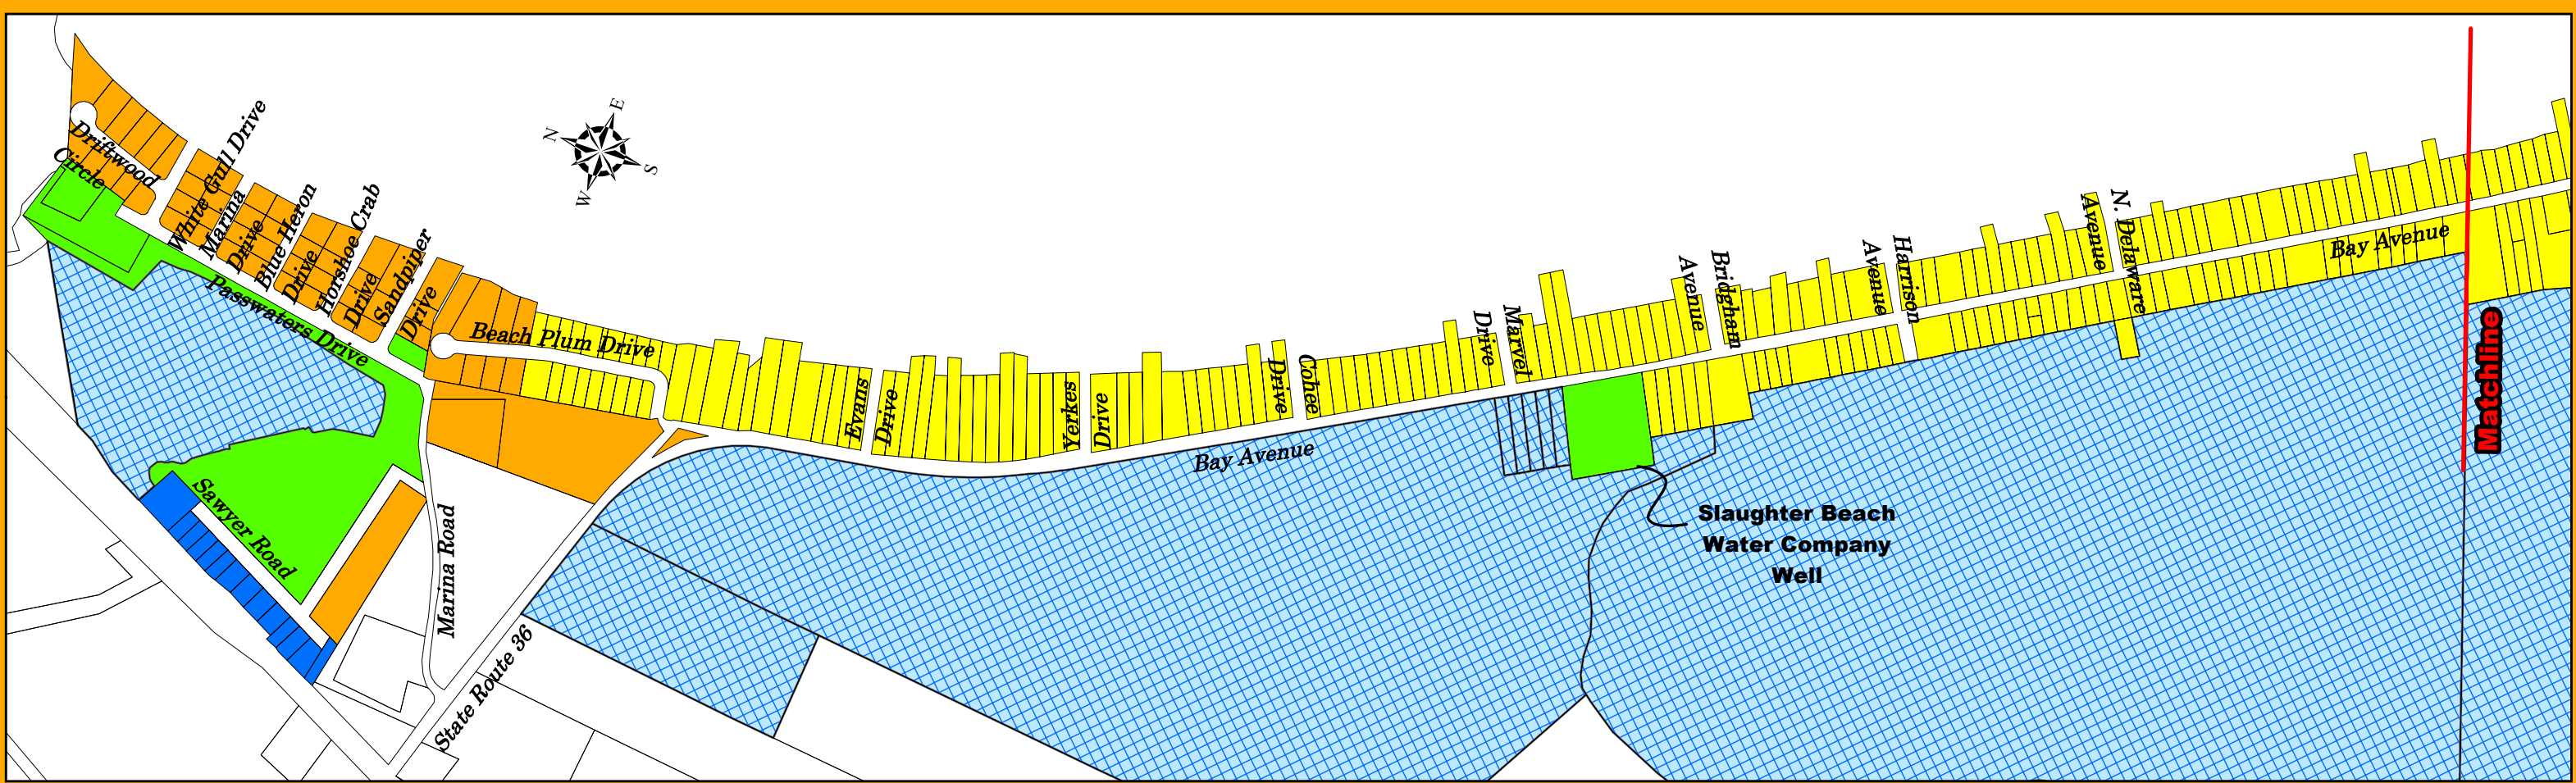 E
N
S
W
Driftwood
Circle
White Gull Drive
Marina
Drive
Blue Heron
Drive
Horshoe Crab
Drive
Sandpiper
Drive
Passwaters Drive
Beach Plum Drive
Sawyer Road
Marina Road
State Route 36
Evans
Drive
Yerkes
Drive
Bay Avenue
Drive
Cohee
Drive
Marvel
Avenue
Bridgham
Avenue
Harrison
Avenue
N. Delaware
Bay Avenue
Matchline
Slaughter Beach
Water Company
Well